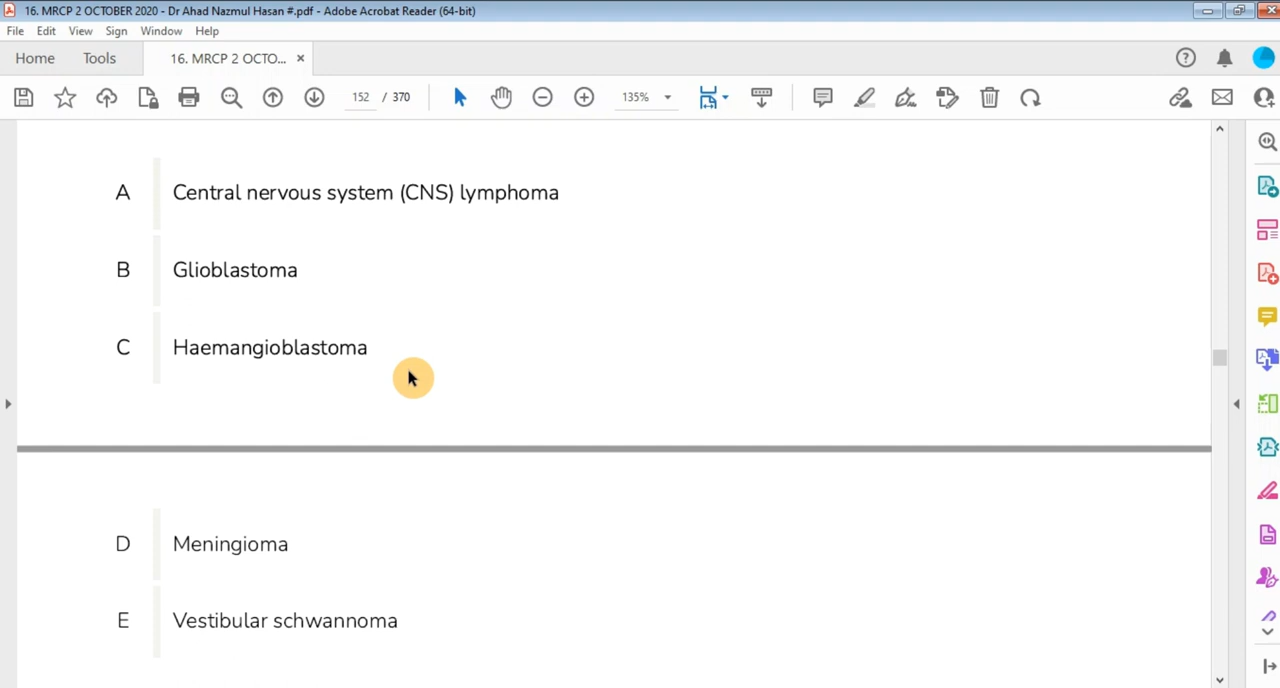 16. MRCP 2 OCTOBER 2020 - Dr Ahad Nazmul Hasan #.pdf - Adobe Acrobat Reader (64-bit)
File Edit View Sign Window Help
Home Tools 16. MRCP 2 OCTO... ×
152 / 370 135%
A Central nervous system (CNS) lymphoma
B Glioblastoma
C Haemangioblastoma
D Meningioma
E Vestibular schwannoma